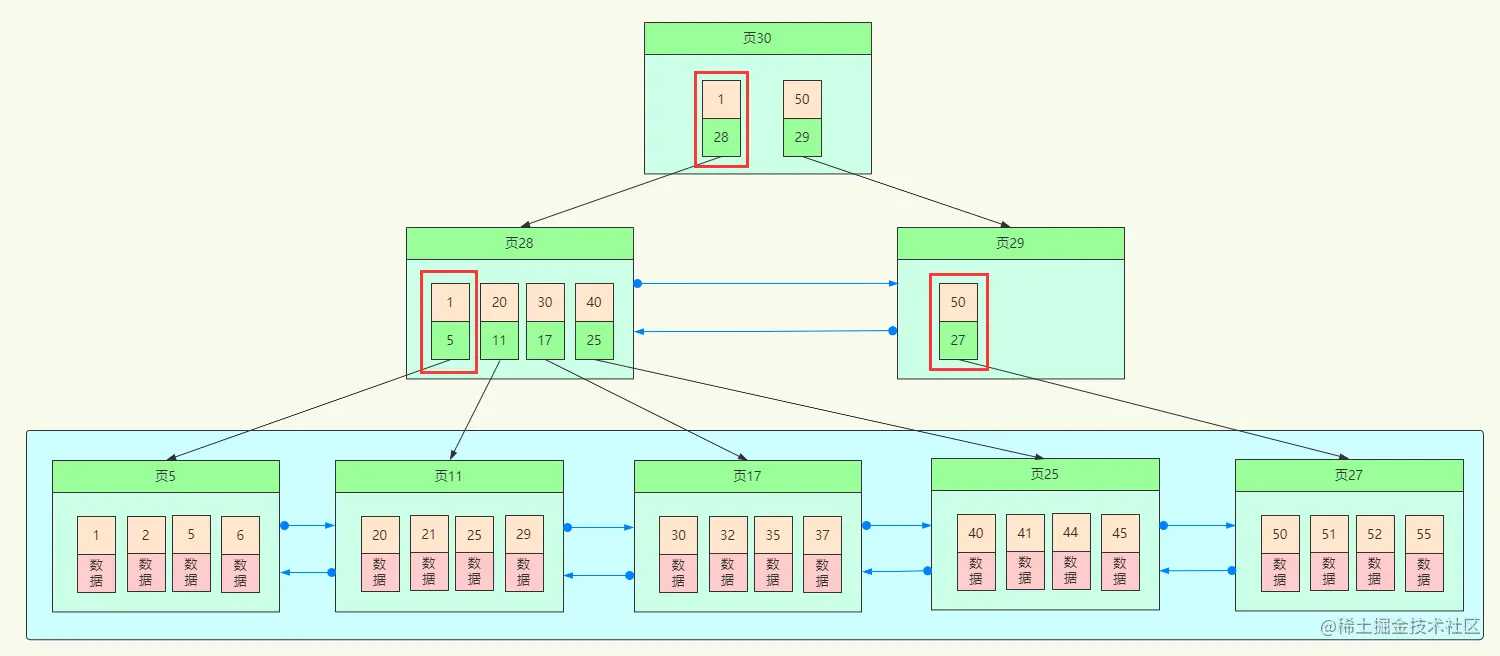 页30
1 50
28 29
页28 页29
1 20 30 40 50
5 11 17 25 27
页5 页11 页17 页25 页27
1 2 5 6 20 21 25 29 30 32 35 37 40 41 44 45 50 51 52 55
数据 数据 数据 数据 数据 数据 数据 数据 数据 数据 数据 数据 数据 数据 数据 数据 数据 数据 数据 数据
@稀土掘金技术社区